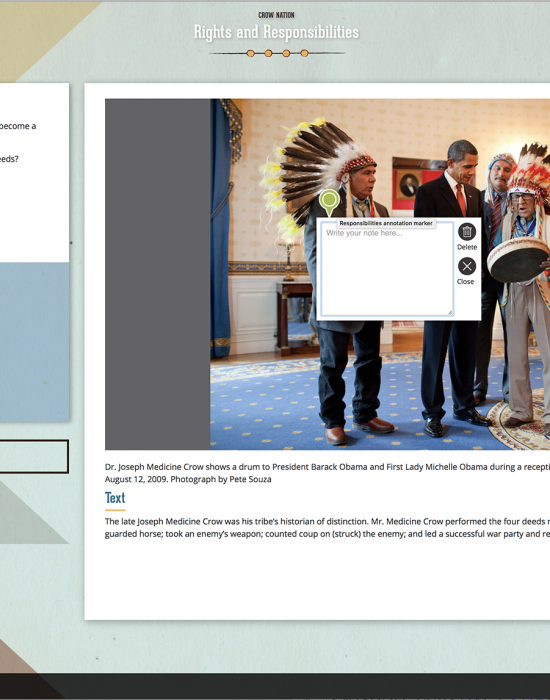 CROW NATION
Rights and Responsibilities
become a
eeds?
Responsibilities annotation marker
Write your note here...
Delete
Close
Dr. Joseph Medicine Crow shows a drum to President Barack Obama and First Lady Michelle Obama during a recepti
August 12, 2009. Photograph by Pete Souza
Text
The late Joseph Medicine Crow was his tribe's historian of distinction. Mr. Medicine Crow performed the four deeds
guarded horse; took an enemy's weapon; counted coup on (struck) the enemy; and led a successful war party and re